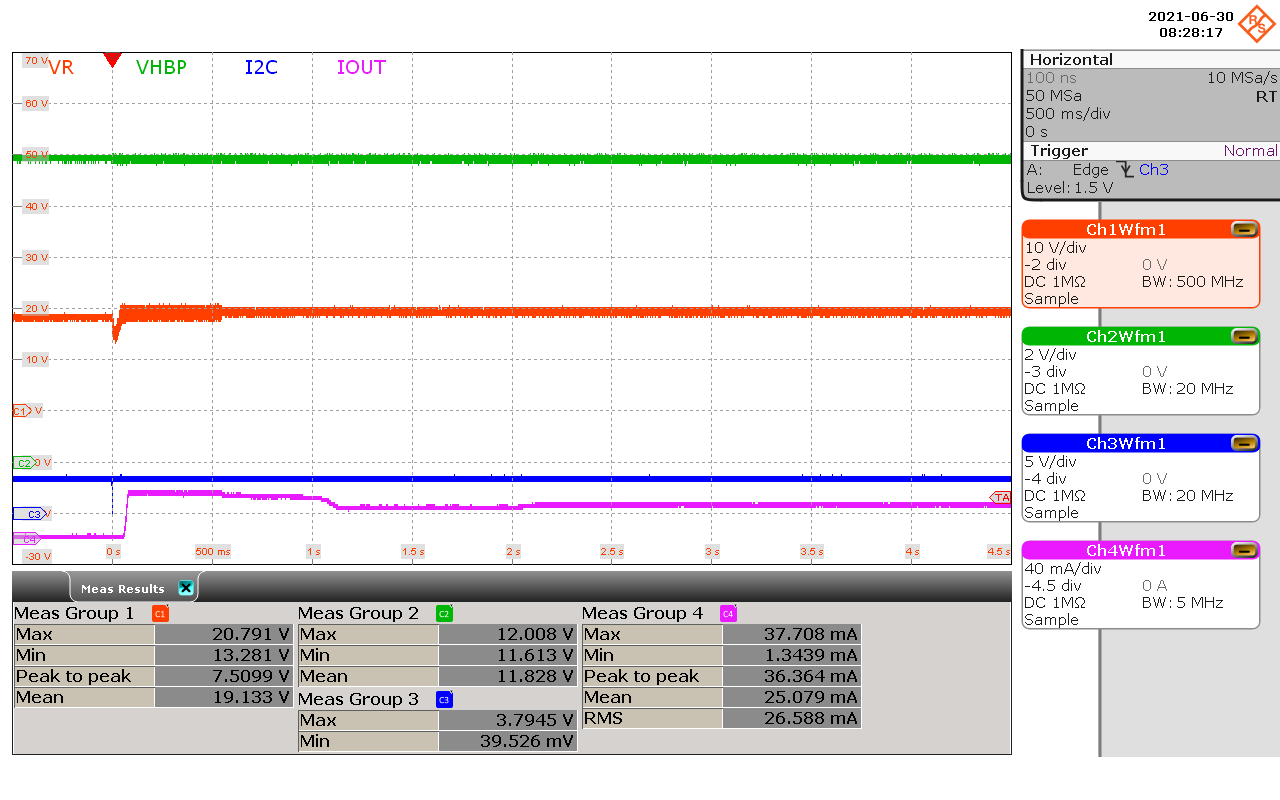 2021-06-30
08:28:17
R&S
VR VHBP I2C IOUT
70 V
60 V
50 V
40 V
30 V
20 V
10 V
C1 V
C2 0 V
C3 V
C4
-30 V
TA
0 s 500 ms 1 s 1.5 s 2 s 2.5 s 3 s 3.5 s 4 s 4.5 s
Horizontal
100 ns 10 MSa/s
50 MSa RT
500 ms/div
0 s
Trigger Normal
A: Edge Ch3
Level: 1.5 V
Ch1Wfm1
10 V/div
-2 div 0 V
DC 1MΩ BW: 500 MHz
Sample
Ch2Wfm1
2 V/div
-3 div 0 V
DC 1MΩ BW: 20 MHz
Sample
Ch3Wfm1
5 V/div
-4 div 0 V
DC 1MΩ BW: 20 MHz
Sample
Ch4Wfm1
40 mA/div
-4.5 div 0 A
DC 1MΩ BW: 5 MHz
Sample
Meas Results
Meas Group 1 C1
Max 20.791 V
Min 13.281 V
Peak to peak 7.5099 V
Mean 19.133 V
Meas Group 2 C2
Max 12.008 V
Min 11.613 V
Mean 11.828 V
Meas Group 3 C3
Max 3.7945 V
Min 39.526 mV
Meas Group 4 C4
Max 37.708 mA
Min 1.3439 mA
Peak to peak 36.364 mA
Mean 25.079 mA
RMS 26.588 mA